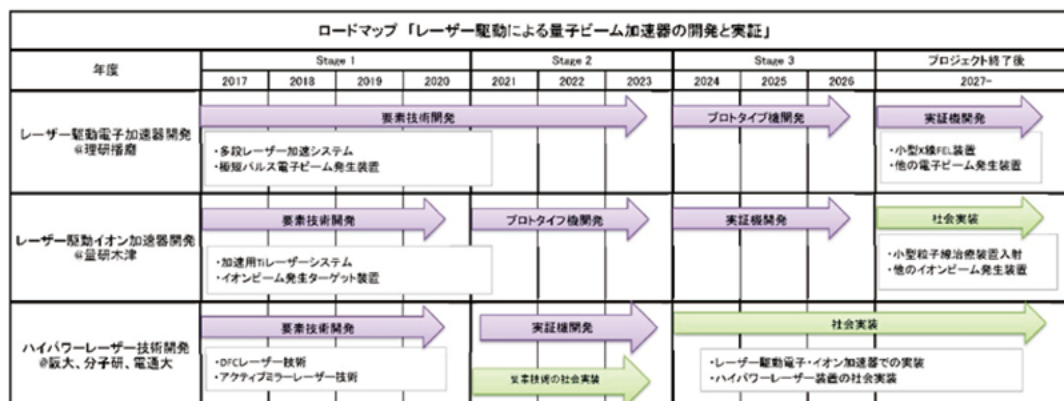 ロードマップ 「レーザー駆動による量子ビーム加速器の開発と実証」
年度
Stage 1
Stage 2
Stage 3
プロジェクト終了後
2017
2018
2019
2020
2021
2022
2023
2024
2025
2026
2027-
レーザー駆動電子加速器開発
@理研播磨
要素技術開発
・多段レーザー加速システム
・極短パルス電子ビーム発生装置
プロトタイプ機開発
実証機開発
・小型X線FEL装置
・他の電子ビーム発生装置
レーザー駆動イオン加速器開発
@量研木津
要素技術開発
・加速用Tiレーザーシステム
・イオンビーム発生ターゲット装置
プロトタイプ機開発
実証機開発
社会実装
・小型粒子線治療装置入射
・他のイオンビーム発生装置
ハイパワーレーザー技術開発
@阪大、分子研、電通大
要素技術開発
・DFCレーザー技術
・アクティブミラーレーザー技術
実証機開発
要素技術の社会実装
社会実装
・レーザー駆動電子・イオン加速器での実装
・ハイパワーレーザー装置の社会実装